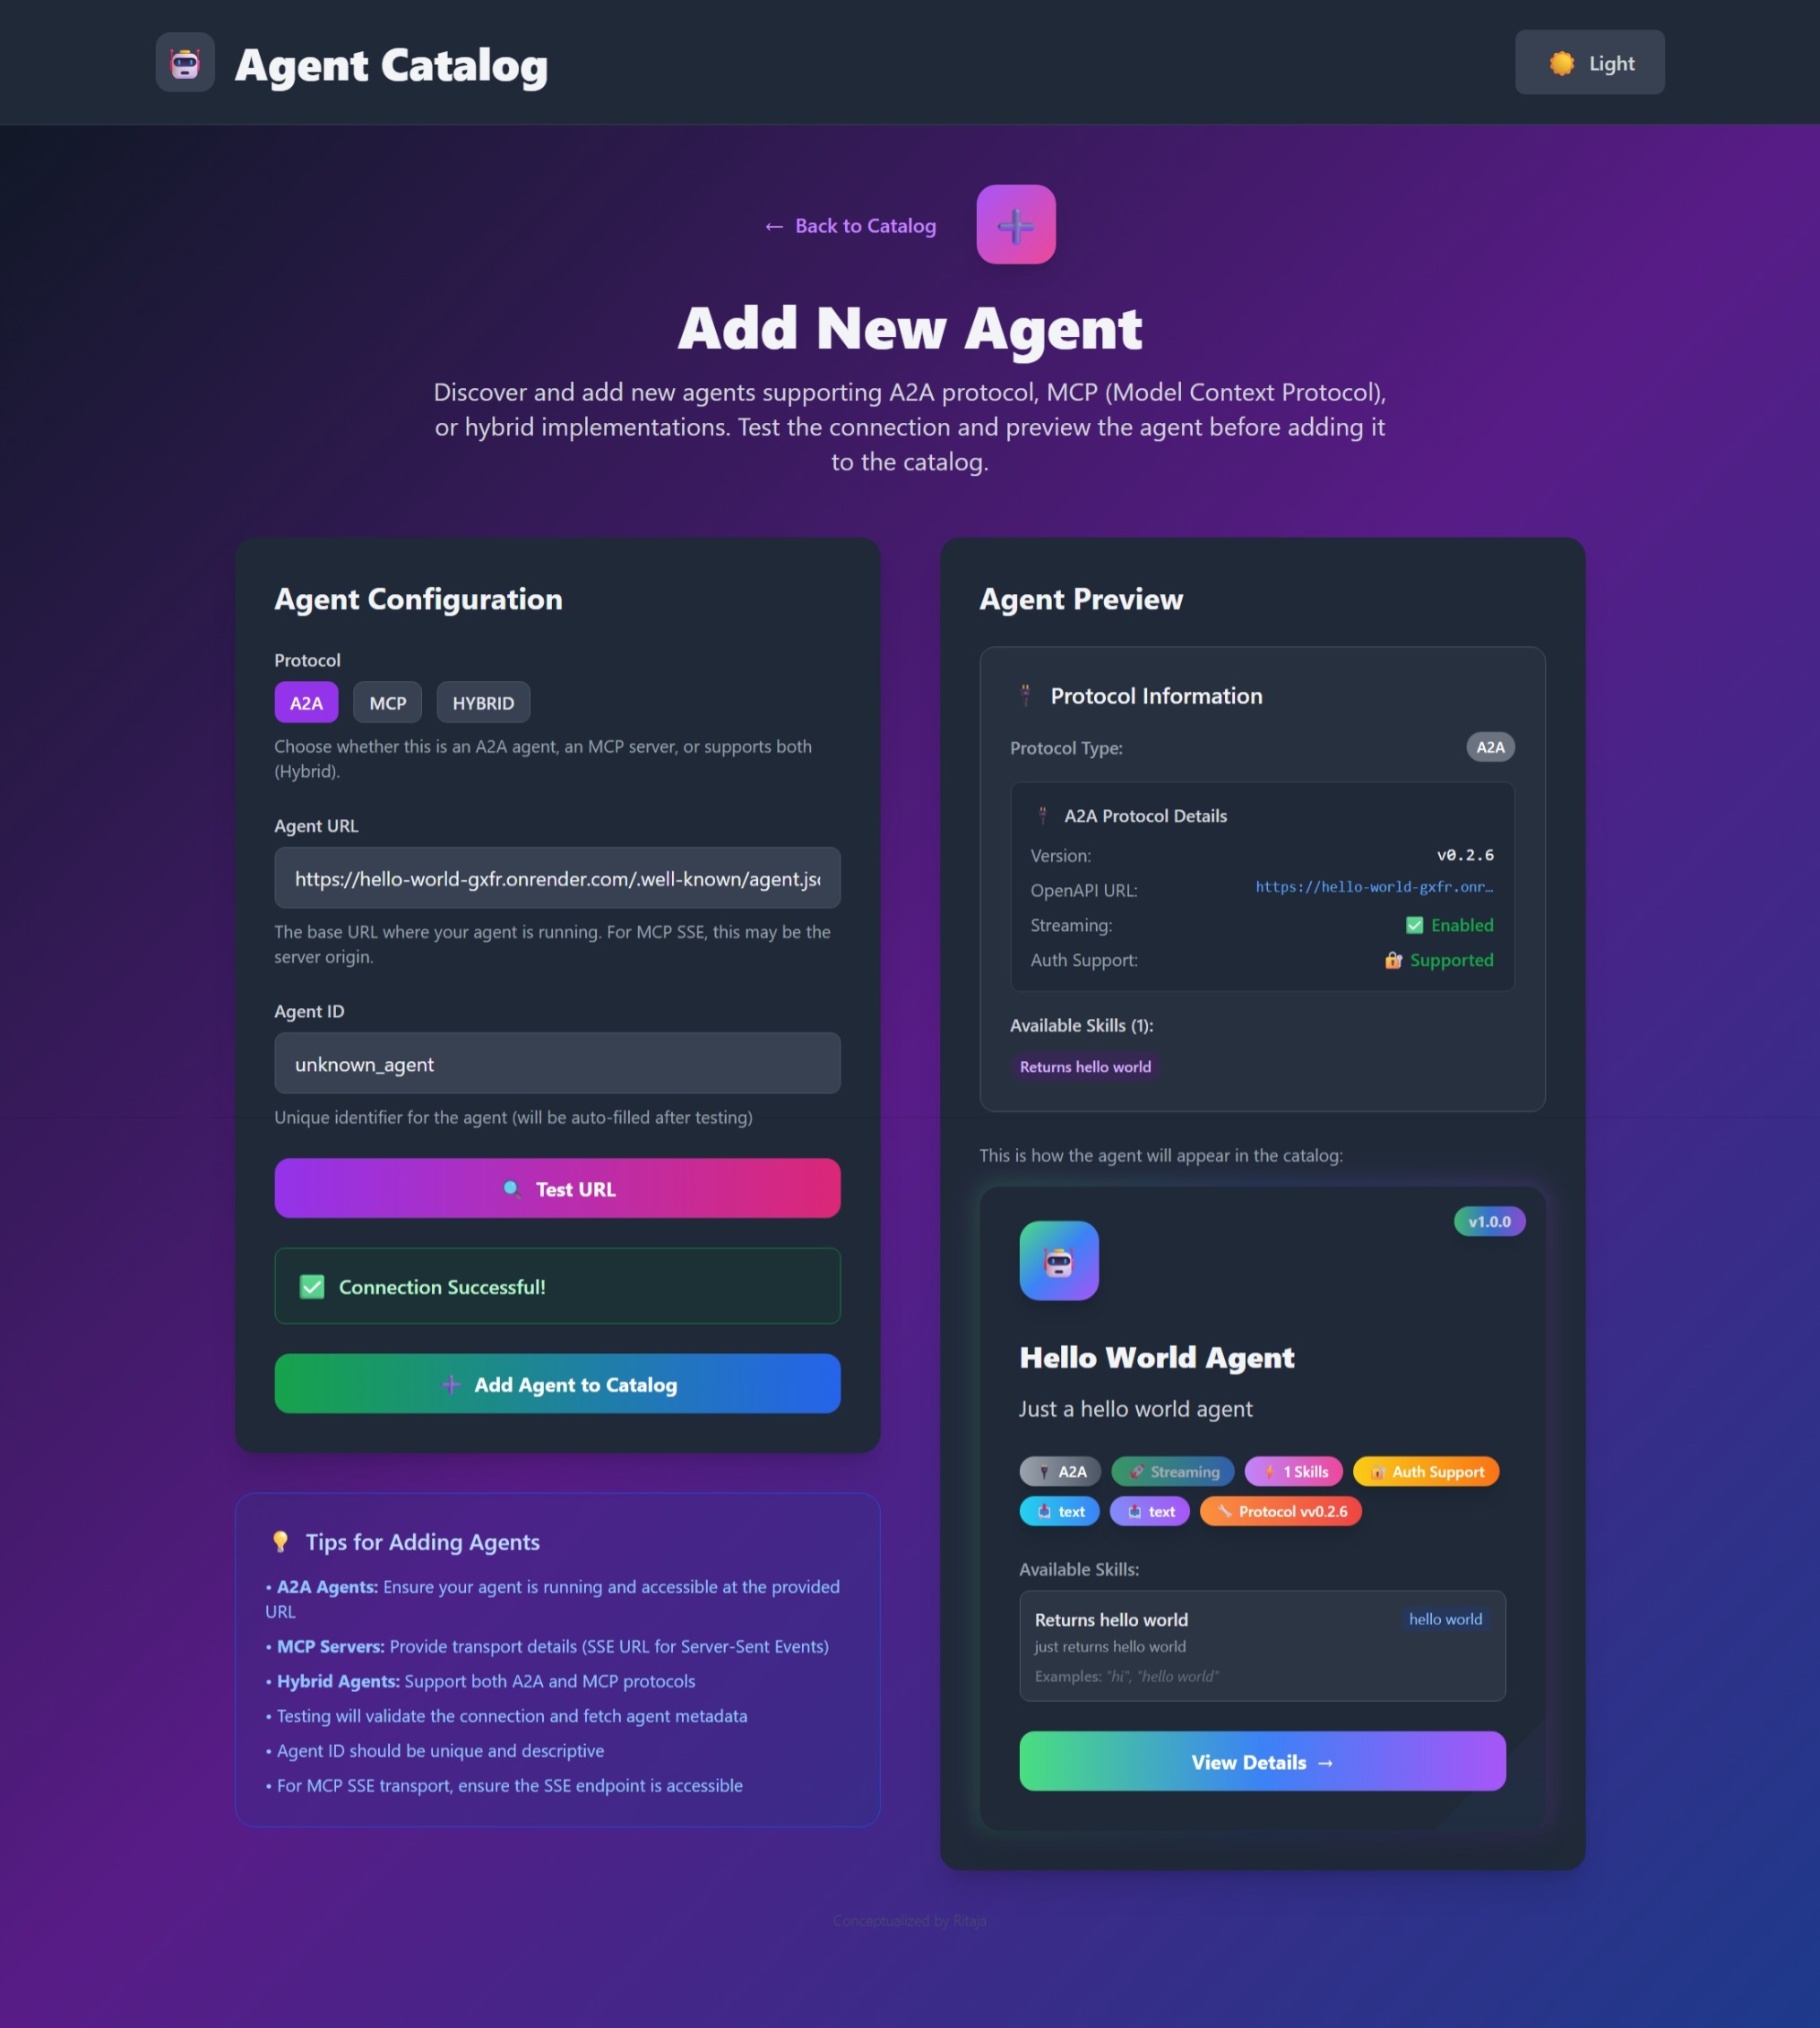 Agent Catalog
Light
← Back to Catalog
Add New Agent
Discover and add new agents supporting A2A protocol, MCP (Model Context Protocol),
or hybrid implementations. Test the connection and preview the agent before adding it
to the catalog.
Agent Configuration
Protocol
A2A
MCP
HYBRID
Choose whether this is an A2A agent, an MCP server, or supports both
(Hybrid).
Agent URL
https://hello-world-gxfr.onrender.com/.well-known/agent.jso
The base URL where your agent is running. For MCP SSE, this may be the
server origin.
Agent ID
unknown_agent
Unique identifier for the agent (will be auto-filled after testing)
Test URL
Connection Successful!
Add Agent to Catalog
Tips for Adding Agents
• A2A Agents: Ensure your agent is running and accessible at the provided
URL
• MCP Servers: Provide transport details (SSE URL for Server-Sent Events)
• Hybrid Agents: Support both A2A and MCP protocols
• Testing will validate the connection and fetch agent metadata
• Agent ID should be unique and descriptive
• For MCP SSE transport, ensure the SSE endpoint is accessible
Agent Preview
Protocol Information
Protocol Type: A2A
A2A Protocol Details
Version: v0.2.6
OpenAPI URL: https://hello-world-gxfr.onr…
Streaming: Enabled
Auth Support: Supported
Available Skills (1):
Returns hello world
This is how the agent will appear in the catalog:
v1.0.0
Hello World Agent
Just a hello world agent
A2A Streaming 1 Skills Auth Support
text text Protocol vv0.2.6
Available Skills:
Returns hello world hello world
just returns hello world
Examples: "hi", "hello world"
View Details →
Conceptualized by Ritaja